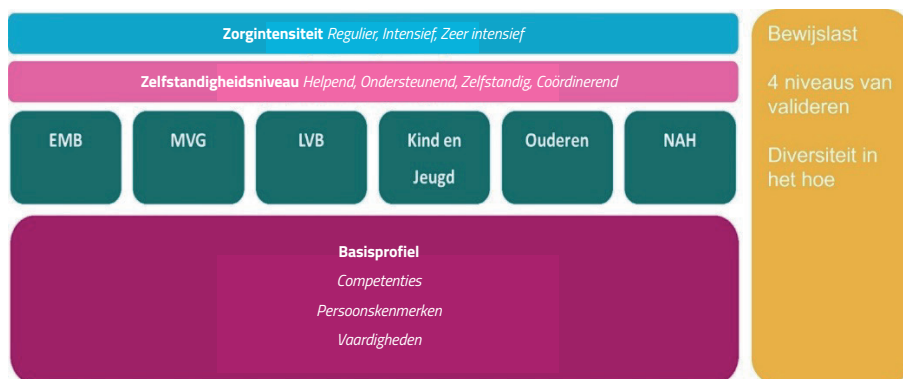 Zorgintensiteit Regulier, Intensief, Zeer intensief
Zelfstandigheidsniveau Helpend, Ondersteunend, Zelfstandig, Coördinerend
EMB
MVG
LVB
Kind en
Jeugd
Ouderen
NAH
Basisprofiel
Competenties
Persoonskenmerken
Vaardigheden
Bewijslast
4 niveaus van
valideren
Diversiteit in
het hoe